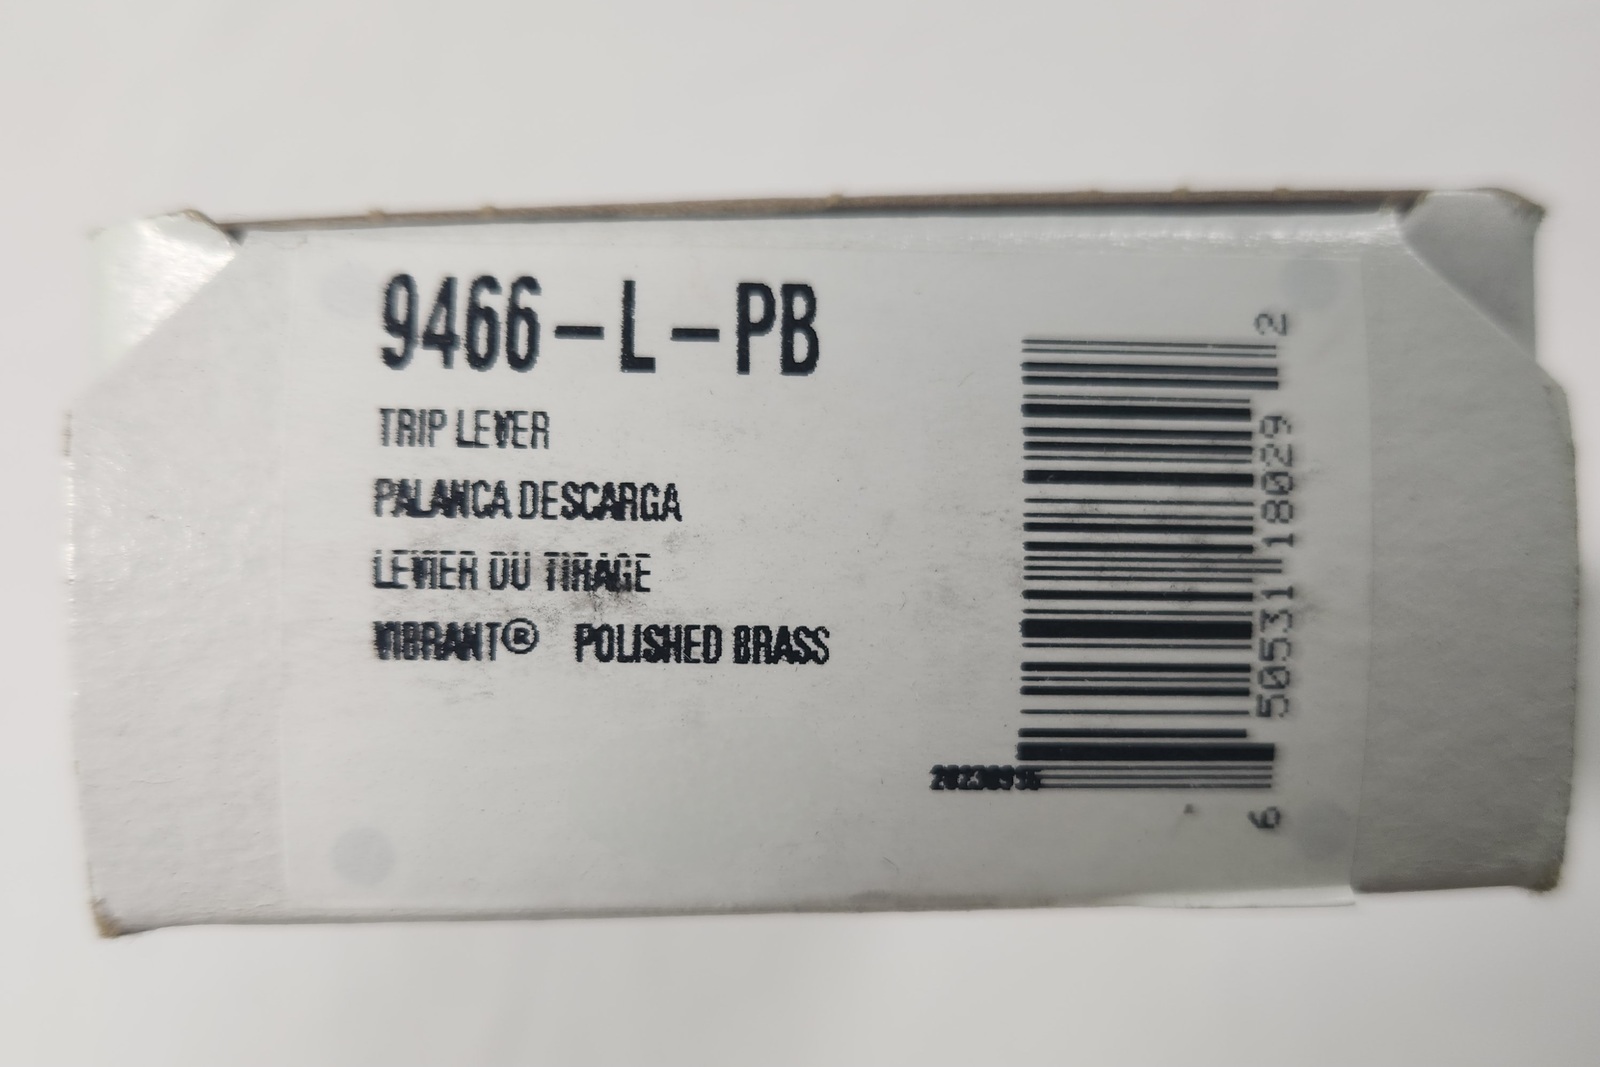 9466-L-PB
TRIP LEVER
PALANCA DESCARGA
LEVIER DU TIRAGE
VIBRANT® POLISHED BRASS
6 50531 18029 2